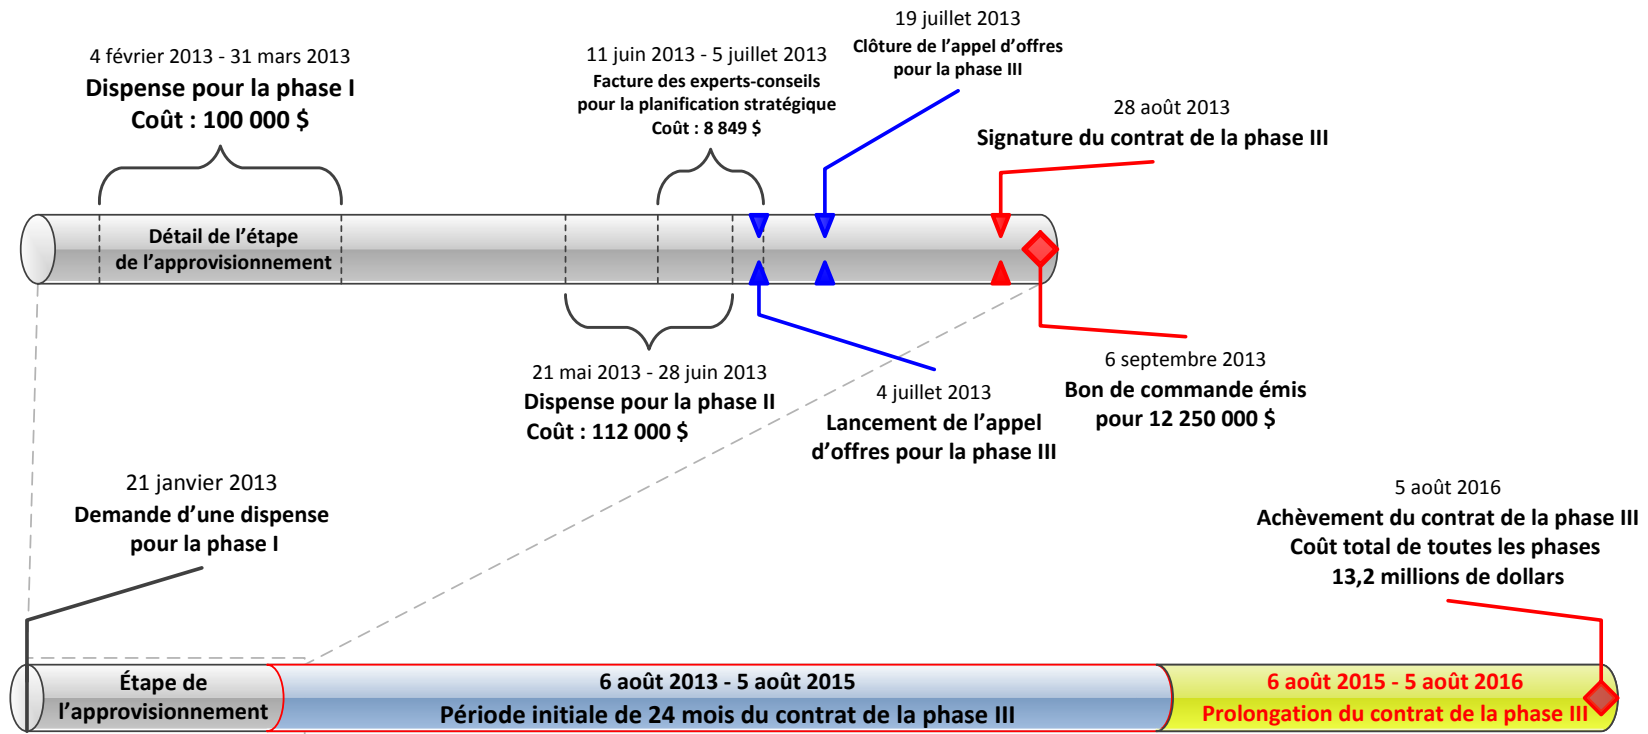 4 février 2013 - 31 mars 2013
Dispense pour la phase I
Coût : 100 000 $
11 juin 2013 - 5 juillet 2013
Facture des experts-conseils
pour la planification stratégique
Coût : 8 849 $
19 juillet 2013
Clôture de l’appel d’offres
pour la phase III
28 août 2013
Signature du contrat de la phase III
Détail de l’étape
de l’approvisionnement
21 mai 2013 - 28 juin 2013
Dispense pour la phase II
Coût : 112 000 $
4 juillet 2013
Lancement de l’appel
d’offres pour la phase III
6 septembre 2013
Bon de commande émis
pour 12 250 000 $
21 janvier 2013
Demande d’une dispense
pour la phase I
5 août 2016
Achèvement du contrat de la phase III
Coût total de toutes les phases
13,2 millions de dollars
Étape de
l’approvisionnement
6 août 2013 - 5 août 2015
Période initiale de 24 mois du contrat de la phase III
6 août 2015 - 5 août 2016
Prolongation du contrat de la phase III